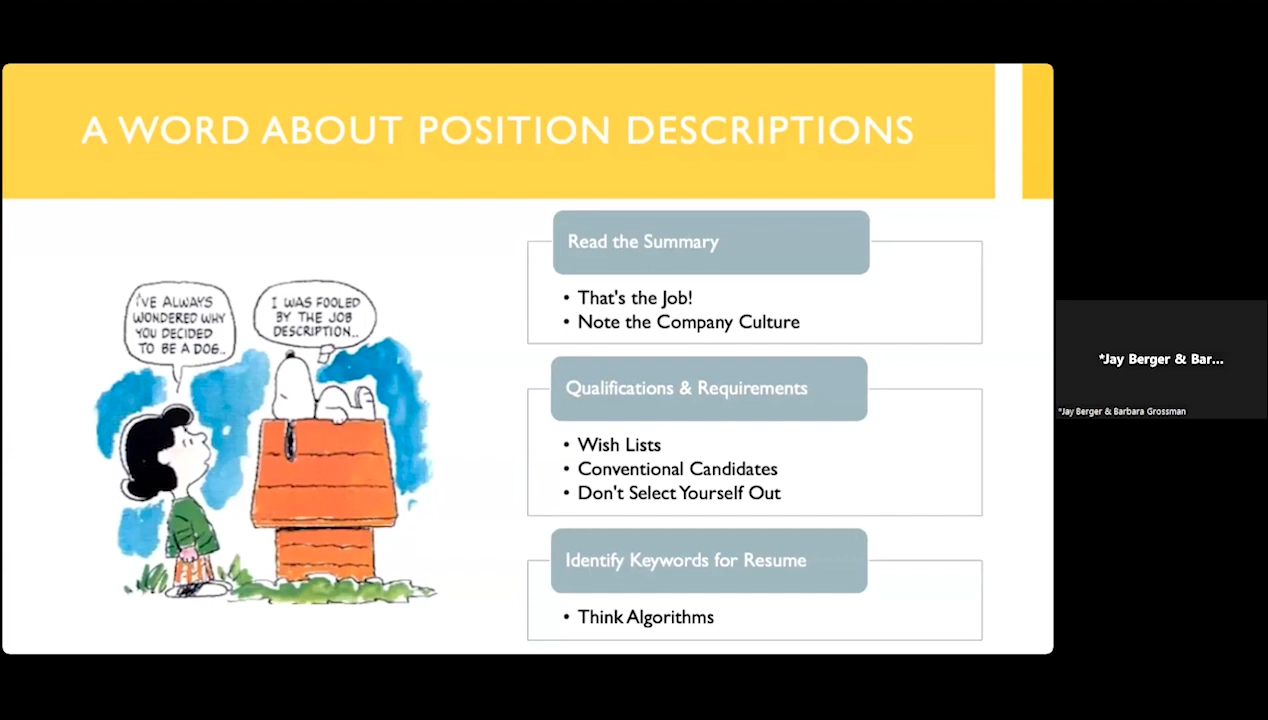 A WORD ABOUT POSITION DESCRIPTIONS
I'VE ALWAYS
WONDERED WHY
YOU DECIDED
TO BE A DOG..
I WAS FOOLED
BY THE JOB
DESCRIPTION..
Read the Summary
• That's the Job!
• Note the Company Culture
Qualifications & Requirements
• Wish Lists
• Conventional Candidates
• Don't Select Yourself Out
Identify Keywords for Resume
• Think Algorithms
*Jay Berger & Bar...
*Jay Berger & Barbara Grossman